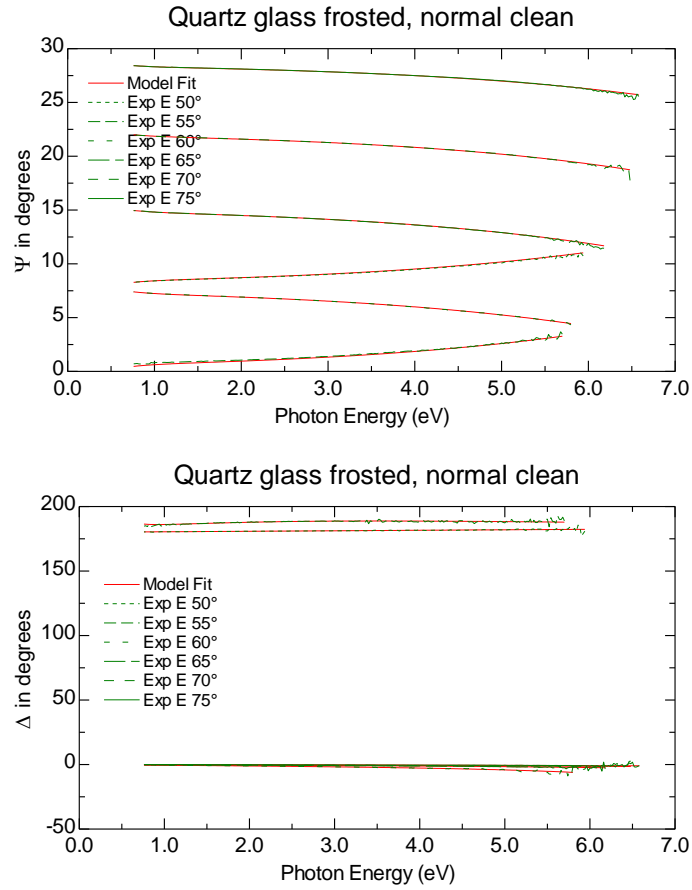 Quartz glass frosted, normal clean
30
25
20
15
10
5
0
Ψ in degrees
Model Fit
Exp E 50°
Exp E 55°
Exp E 60°
Exp E 65°
Exp E 70°
Exp E 75°
0.0 1.0 2.0 3.0 4.0 5.0 6.0 7.0
Photon Energy (eV)
Quartz glass frosted, normal clean
200
150
100
50
0
-50
Δ in degrees
Model Fit
Exp E 50°
Exp E 55°
Exp E 60°
Exp E 65°
Exp E 70°
Exp E 75°
0.0 1.0 2.0 3.0 4.0 5.0 6.0 7.0
Photon Energy (eV)